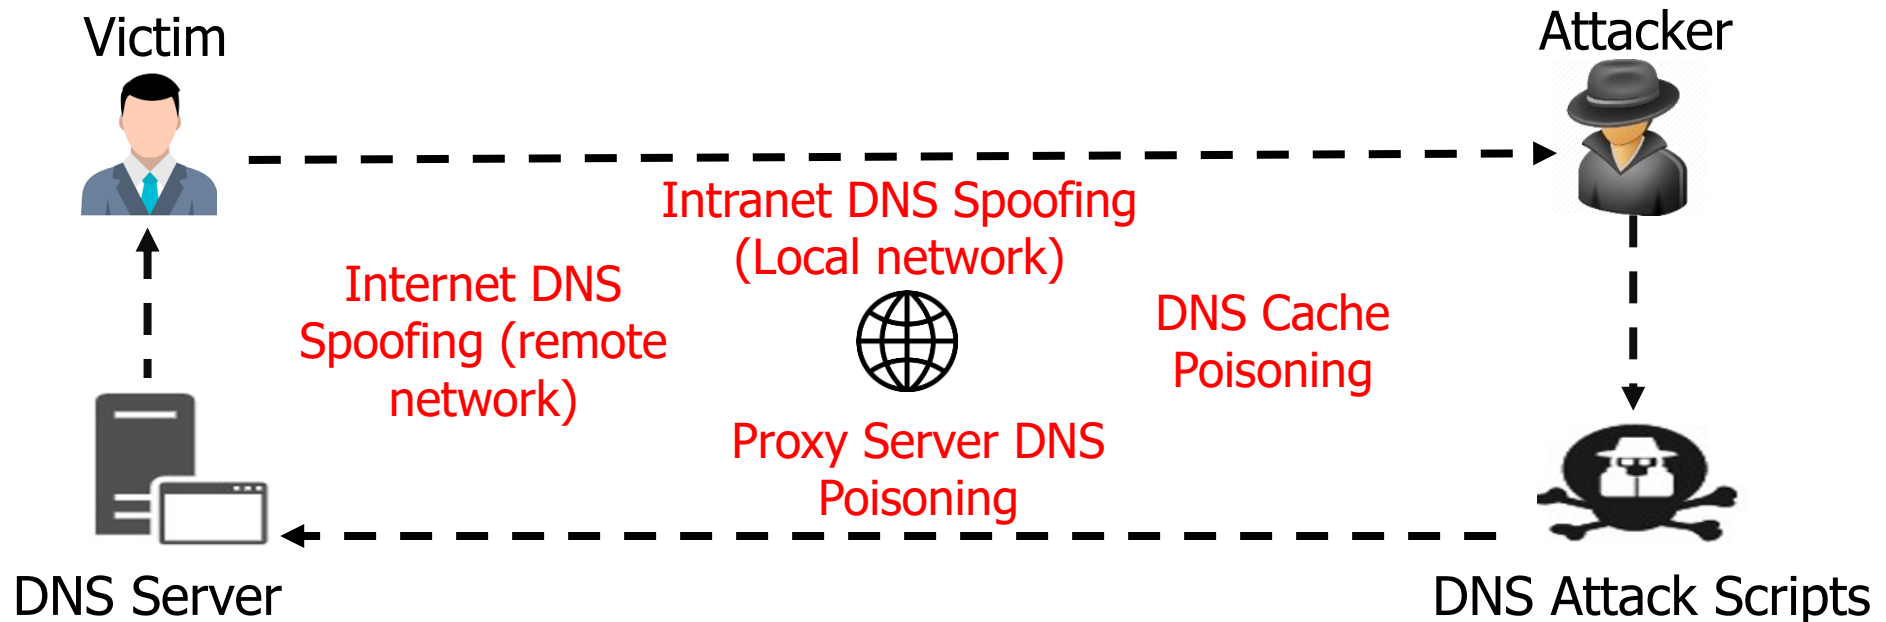 Victim
Attacker
Intranet DNS Spoofing
(Local network)
Internet DNS
Spoofing (remote
network)
DNS Cache
Poisoning
Proxy Server DNS
Poisoning
DNS Server
DNS Attack Scripts